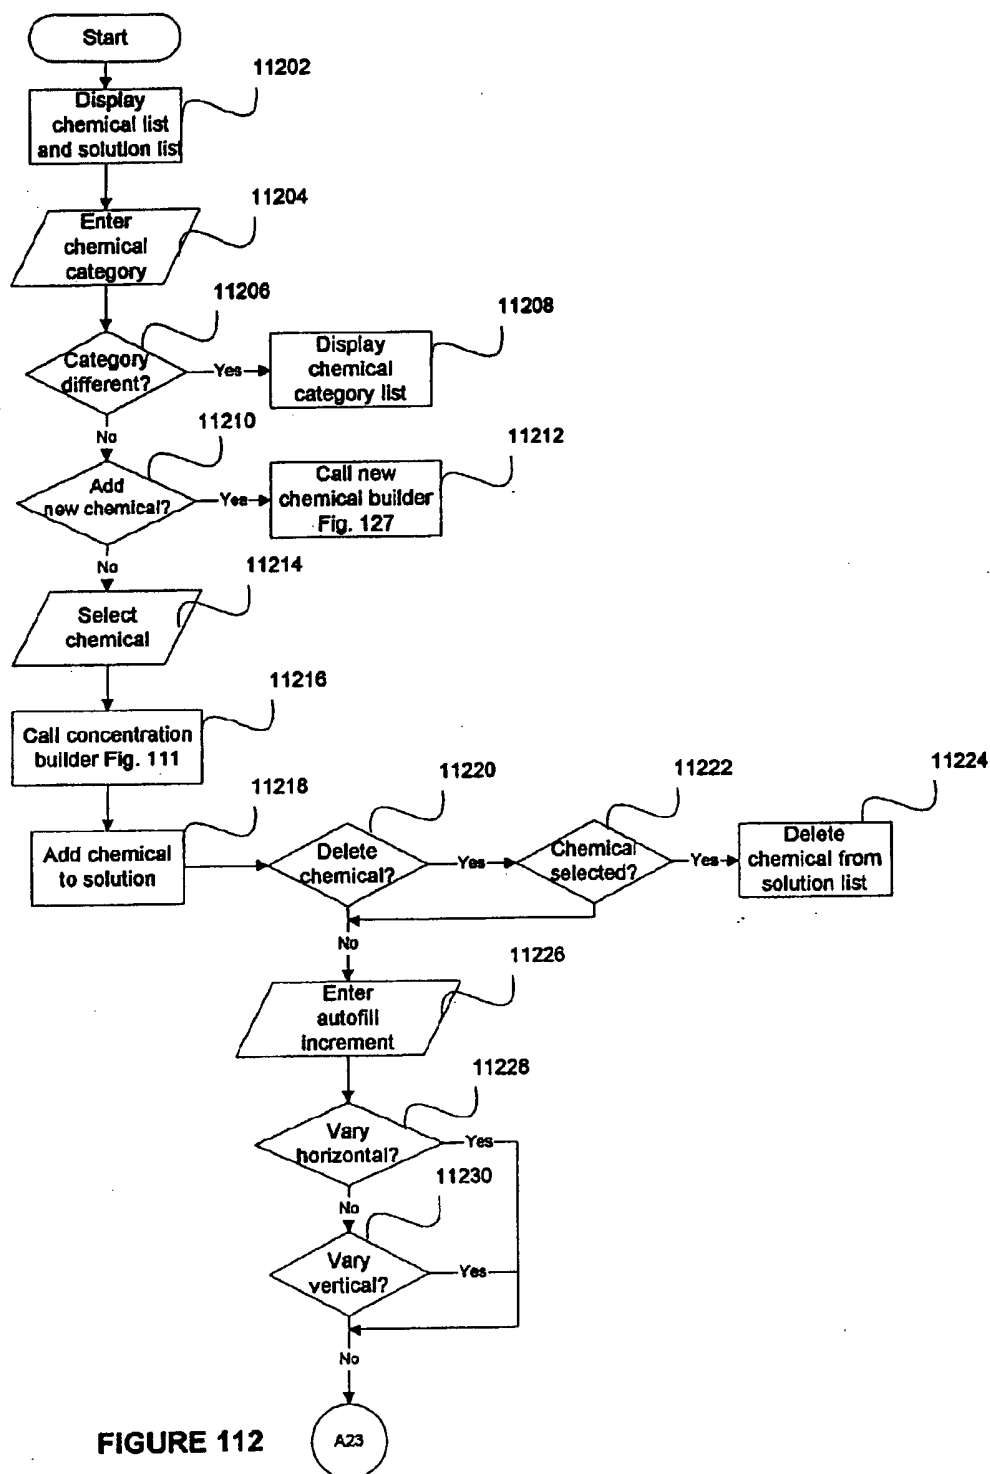 Start
11202
Display
chemical list
and solution list
11204
Enter
chemical
category
11206
Category
different?
Yes
11208
Display
chemical
category list
No
11210
Add
new chemical?
Yes
11212
Call new
chemical builder
Fig. 127
No
11214
Select
chemical
11216
Call concentration
builder Fig. 111
11218
Add chemical
to solution
11220
Delete
chemical?
Yes
11222
Chemical
selected?
Yes
11224
Delete
chemical from
solution list
No
11226
Enter
autofill
increment
11228
Vary
horizontal?
Yes
No
11230
Vary
vertical?
Yes
No
A23
FIGURE 112